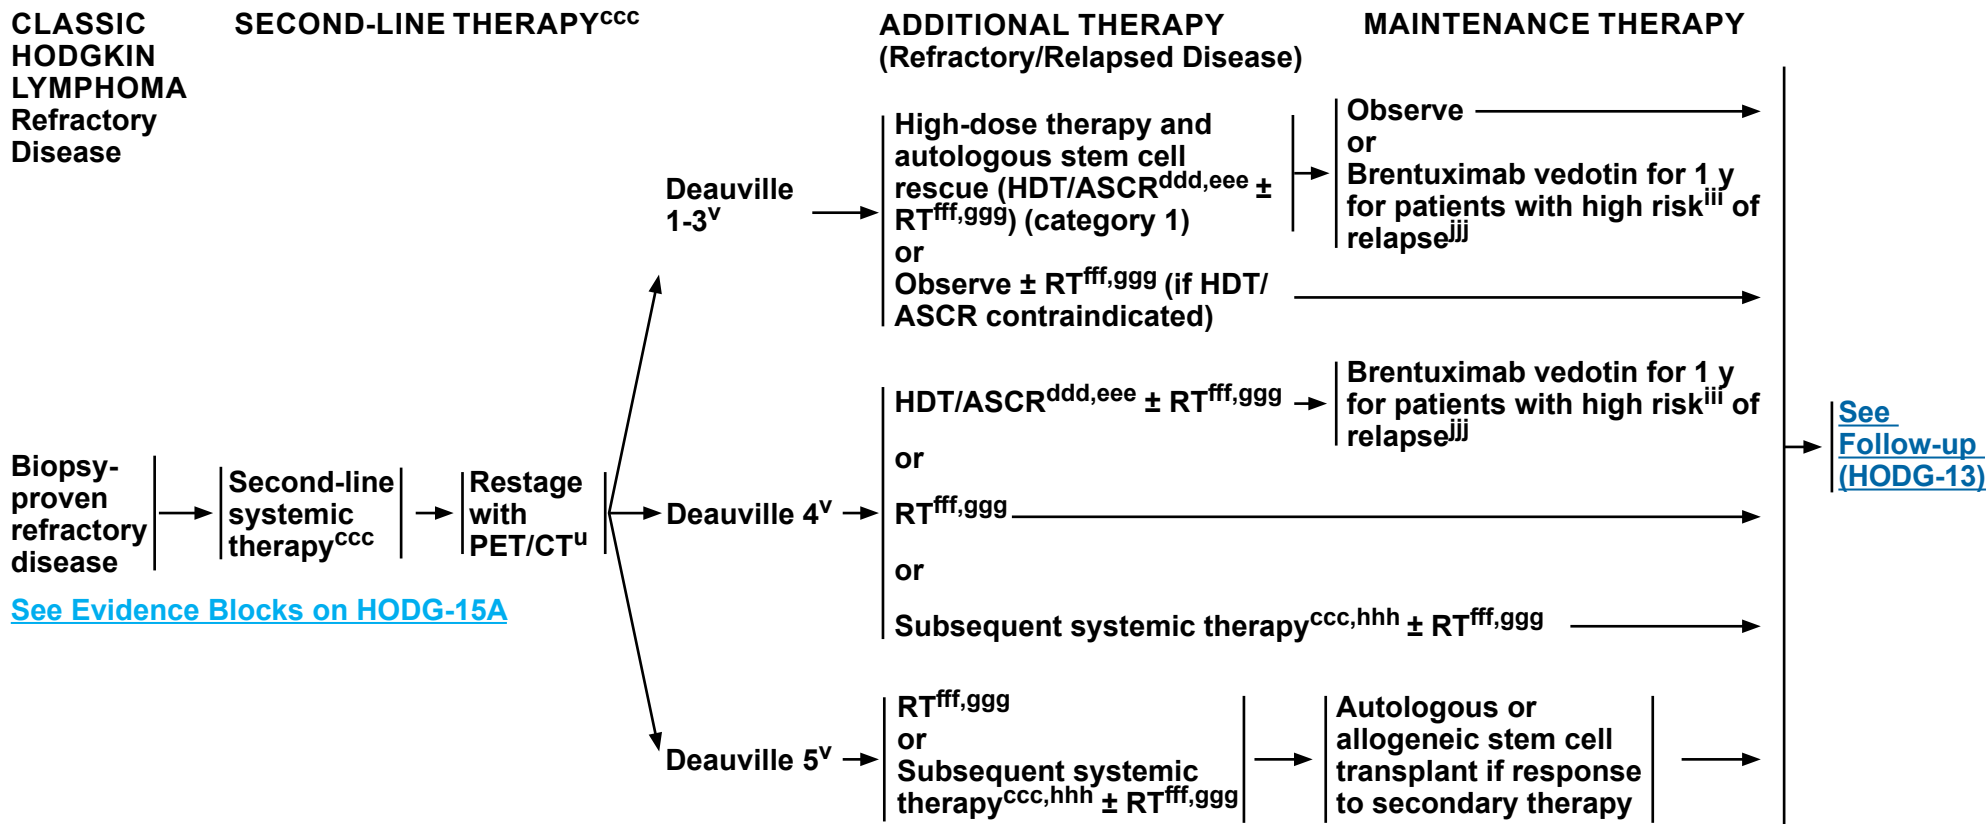 CLASSIC
HODGKIN
LYMPHOMA
Refractory
Disease
SECOND-LINE THERAPYccc
ADDITIONAL THERAPY
(Refractory/Relapsed Disease)
MAINTENANCE THERAPY
Biopsy-
proven
refractory
disease
Second-line
systemic
therapyccc
Restage
with
PET/CTu
See Evidence Blocks on HODG-15A
Deauville
1-3v
High-dose therapy and
autologous stem cell
rescue (HDT/ASCRddd,eee ±
RTfff,ggg) (category 1)
or
Observe ± RTfff,ggg (if HDT/
ASCR contraindicated)
Observe
or
Brentuximab vedotin for 1 y
for patients with high riskiii of
relapsejjj
Deauville 4v
HDT/ASCRddd,eee ± RTfff,ggg
or
RTfff,ggg
or
Subsequent systemic therapyccc,hhh ± RTfff,ggg
Brentuximab vedotin for 1 y
for patients with high riskiii of
relapsejjj
Deauville 5v
RTfff,ggg
or
Subsequent systemic
therapyccc,hhh ± RTfff,ggg
Autologous or
allogeneic stem cell
transplant if response
to secondary therapy
See
Follow-up
(HODG-13)